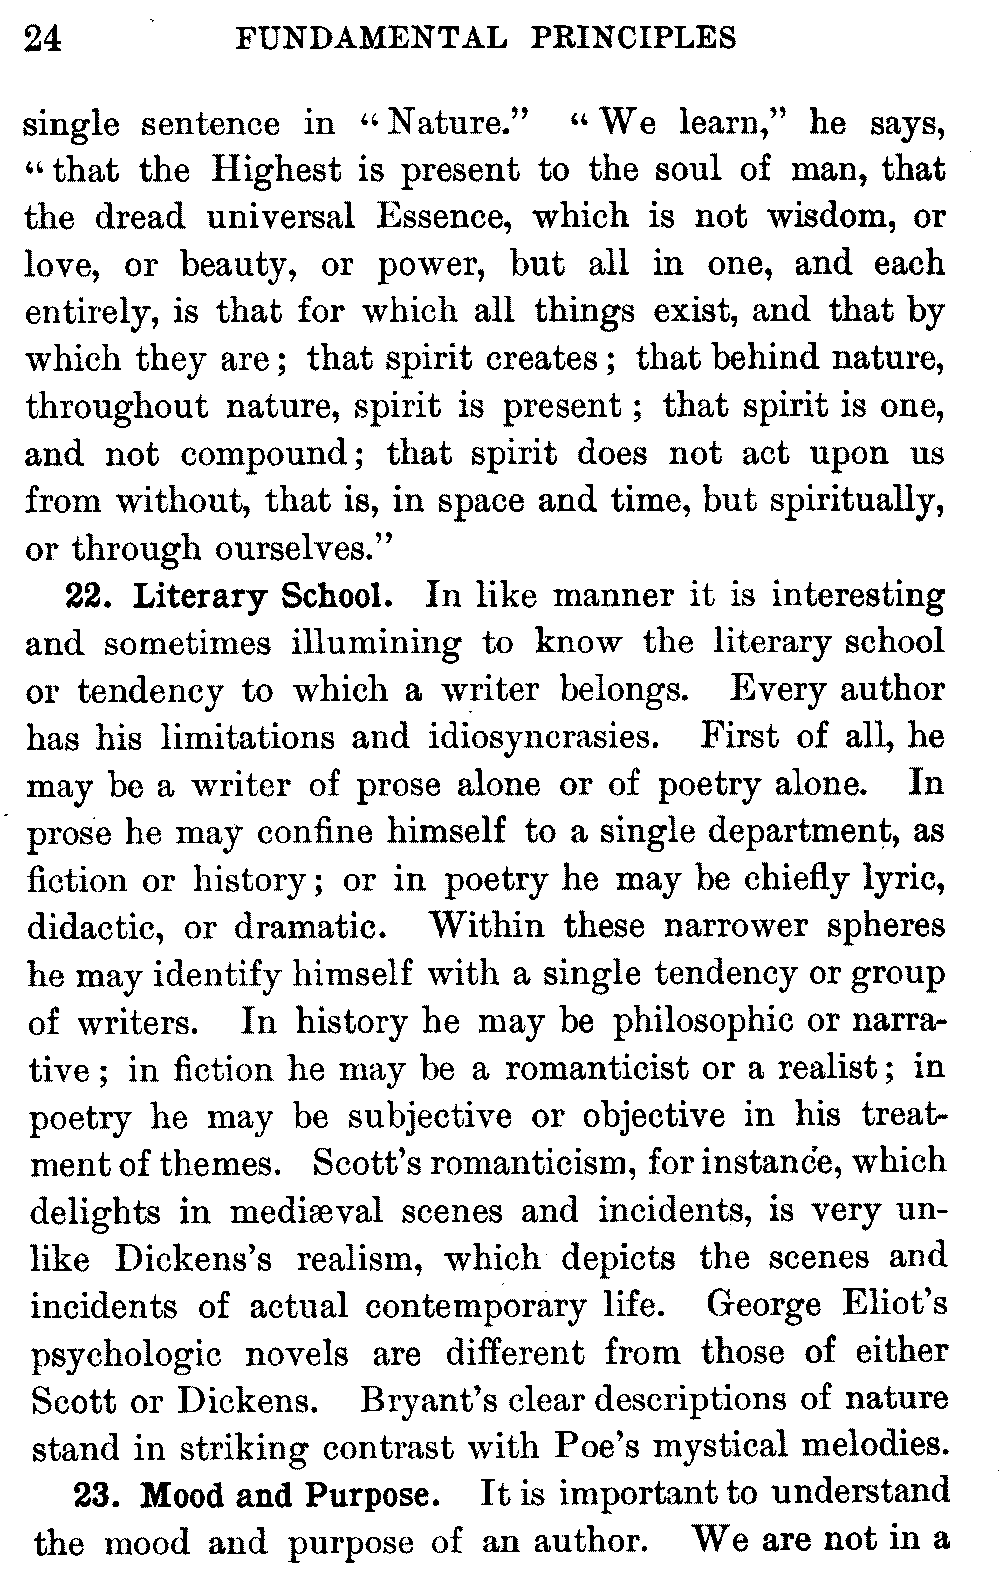 24 FUNDAMENTAL PRINCIPLES
single sentence in “Nature.” “We learn,” he says,
“that the Highest is present to the soul of man, that
the dread universal Essence, which is not wisdom, or
love, or beauty, or power, but all in one, and each
entirely, is that for which all things exist, and that by
which they are; that spirit creates; that behind nature,
throughout nature, spirit is present; that spirit is one,
and not compound; that spirit does not act upon us
from without, that is, in space and time, but spiritually,
or through ourselves.”
22. Literary School. In like manner it is interesting
and sometimes illumining to know the literary school
or tendency to which a writer belongs. Every author
has his limitations and idiosyncrasies. First of all, he
may be a writer of prose alone or of poetry alone. In
prose he may confine himself to a single department, as
fiction or history; or in poetry he may be chiefly lyric,
didactic, or dramatic. Within these narrower spheres
he may identify himself with a single tendency or group
of writers. In history he may be philosophic or narra-
tive; in fiction he may be a romanticist or a realist; in
poetry he may be subjective or objective in his treat-
ment of themes. Scott’s romanticism, for instance, which
delights in mediæval scenes and incidents, is very un-
like Dickens’s realism, which depicts the scenes and
incidents of actual contemporary life. George Eliot’s
psychologic novels are different from those of either
Scott or Dickens. Bryant’s clear descriptions of nature
stand in striking contrast with Poe’s mystical melodies.
23. Mood and Purpose. It is important to understand
the mood and purpose of an author. We are not in a